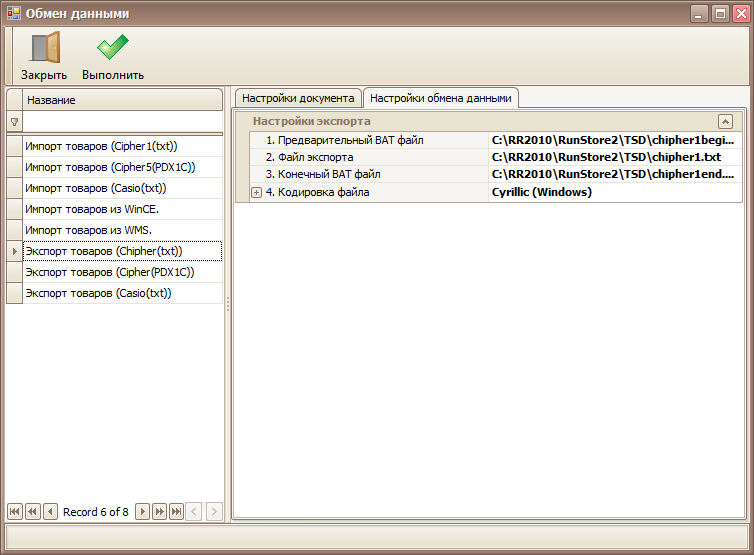 Обмен данными
Закрыть Выполнить
Название
Импорт товаров (Cipher1(txt))
Импорт товаров (Cipher5(PDX1C))
Импорт товаров (Casio(txt))
Импорт товаров из WinCE.
Импорт товаров из WMS.
Экспорт товаров (Chipher(txt))
Экспорт товаров (Cipher(PDX1C))
Экспорт товаров (Casio(txt))
Record 6 of 8
Настройки документа Настройки обмена данными
Настройки экспорта
1. Предварительный BAT файл C:\RR2010\RunStore2\TSD\chipher1begi...
2. Файл экспорта C:\RR2010\RunStore2\TSD\chipher1.txt
3. Конечный BAT файл C:\RR2010\RunStore2\TSD\chipher1end....
4. Кодировка файла Cyrillic (Windows)